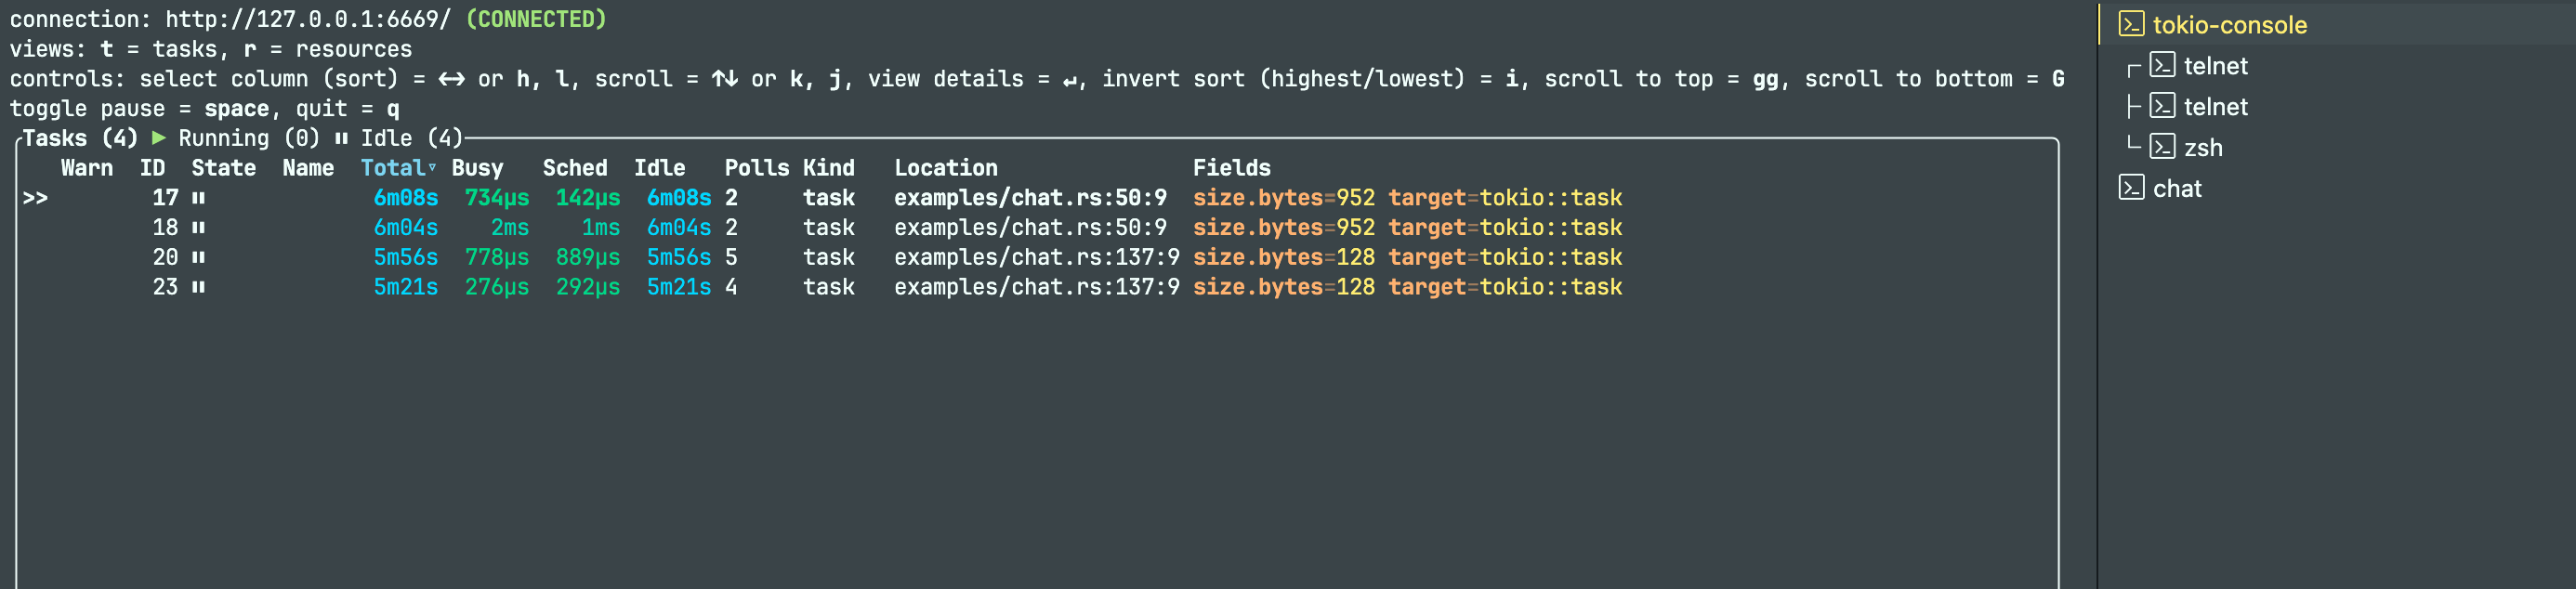 connection: http://127.0.0.1:6669/ (CONNECTED)
views: t = tasks, r = resources
controls: select column (sort) = ↔ or h, l, scroll = ↑↓ or k, j, view details = ↵, invert sort (highest/lowest) = i, scroll to top = gg, scroll to bottom = G
toggle pause = space, quit = q
Tasks (4) ▶ Running (0) ⏸ Idle (4)
Warn ID State Name Total▿ Busy Sched Idle Polls Kind Location Fields
>> 17 ⏸ 6m08s 734µs 142µs 6m08s 2 task examples/chat.rs:50:9 size.bytes=952 target=tokio::task
18 ⏸ 6m04s 2ms 1ms 6m04s 2 task examples/chat.rs:50:9 size.bytes=952 target=tokio::task
20 ⏸ 5m56s 778µs 889µs 5m56s 5 task examples/chat.rs:137:9 size.bytes=128 target=tokio::task
23 ⏸ 5m21s 276µs 292µs 5m21s 4 task examples/chat.rs:137:9 size.bytes=128 target=tokio::task
tokio-console
telnet
telnet
zsh
chat